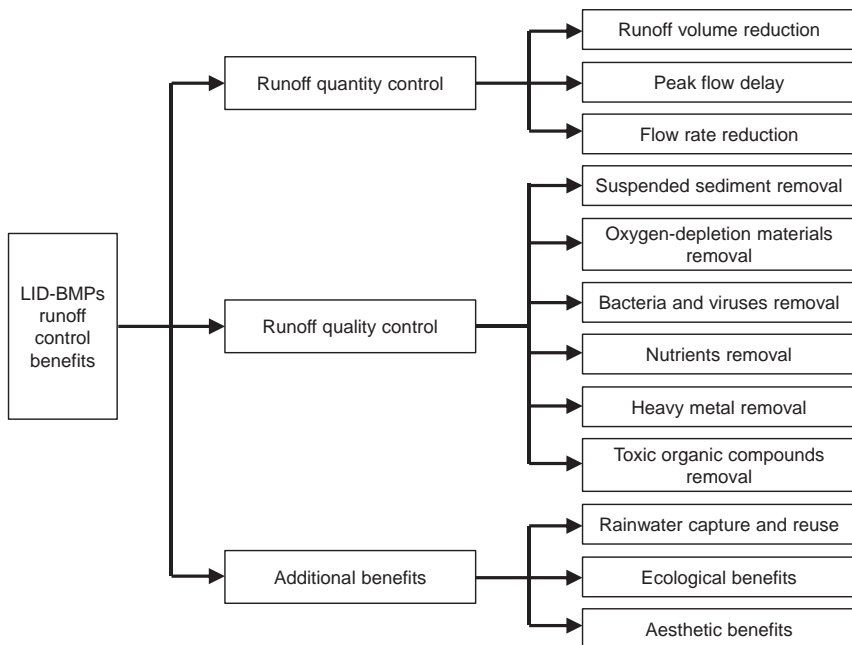 LID-BMPs
runoff
control
benefits
Runoff quantity control
Runoff volume reduction
Peak flow delay
Flow rate reduction
Runoff quality control
Suspended sediment removal
Oxygen-depletion materials
removal
Bacteria and viruses removal
Nutrients removal
Heavy metal removal
Toxic organic compounds
removal
Additional benefits
Rainwater capture and reuse
Ecological benefits
Aesthetic benefits